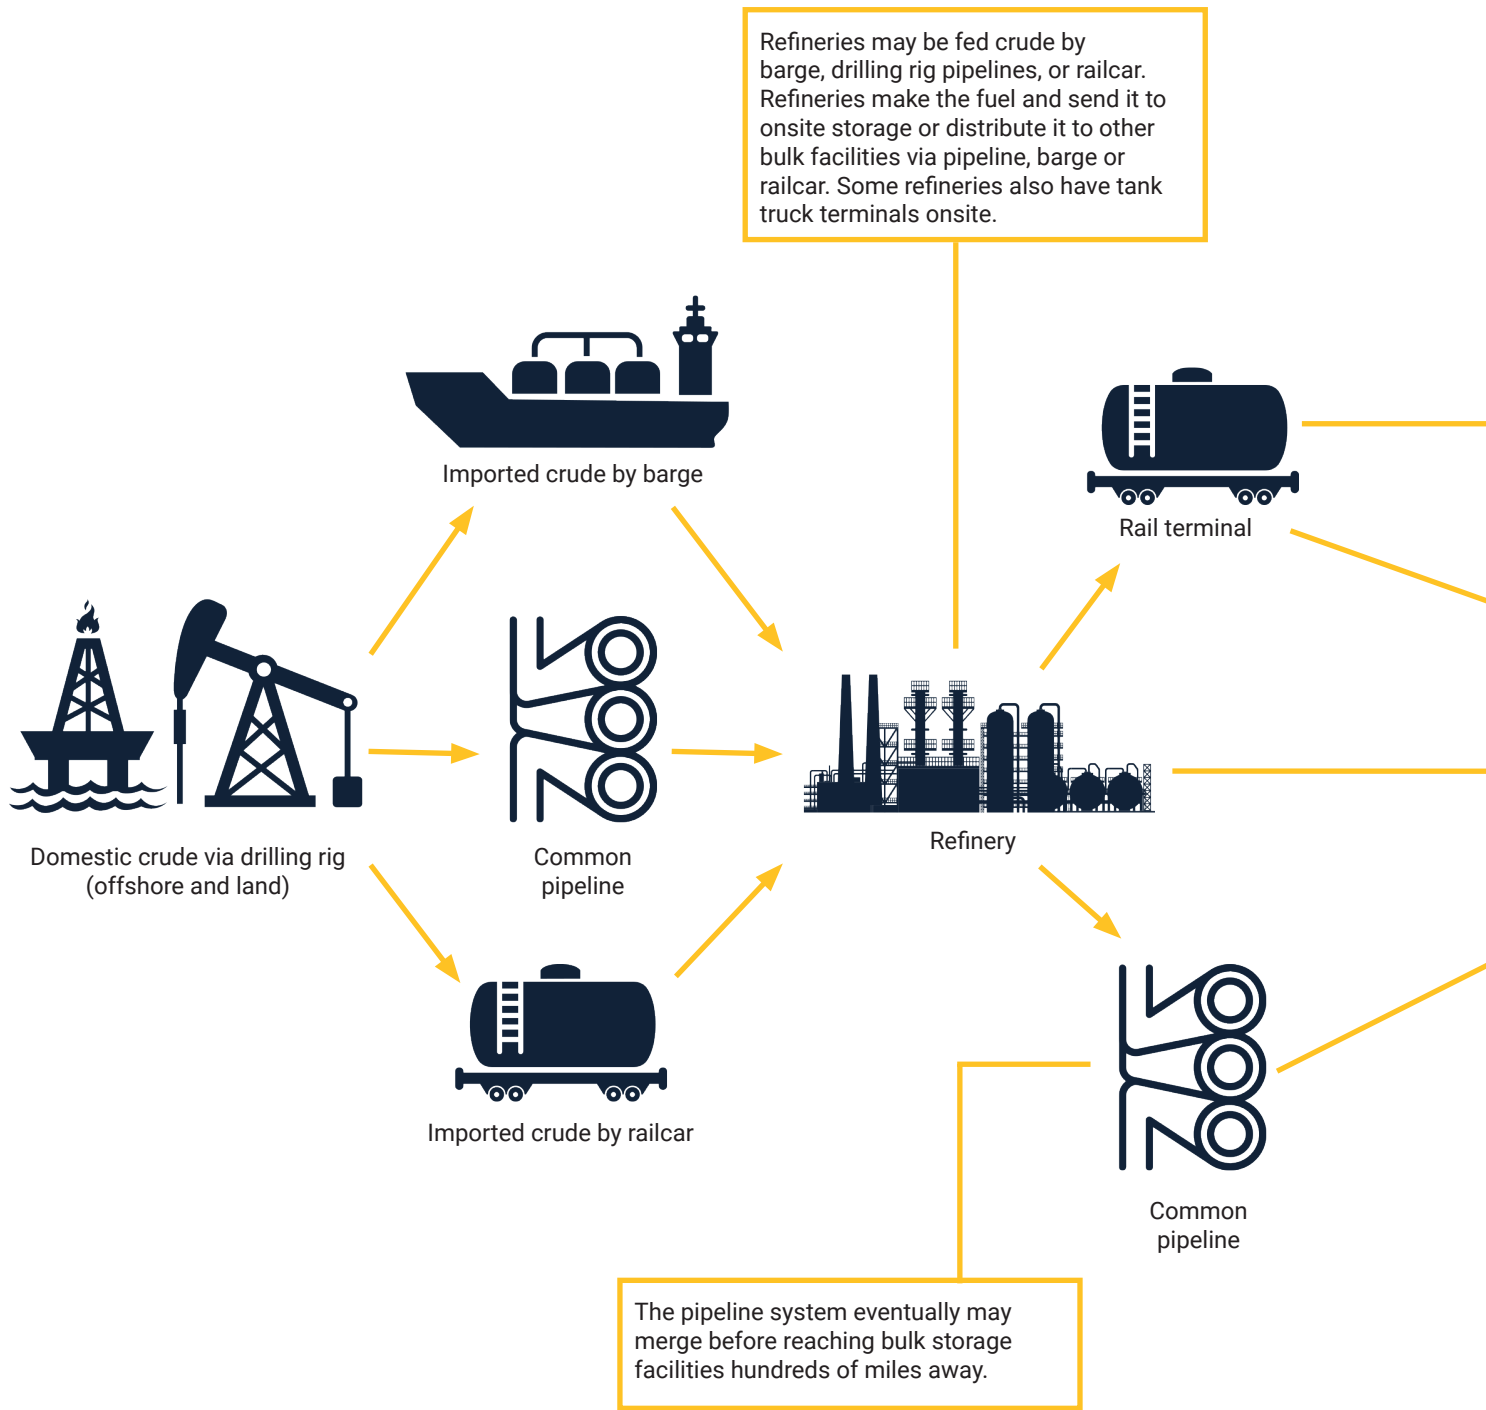 Refineries may be fed crude by
barge, drilling rig pipelines, or railcar.
Refineries make the fuel and send it to
onsite storage or distribute it to other
bulk facilities via pipeline, barge or
railcar. Some refineries also have tank
truck terminals onsite.
Imported crude by barge
Rail terminal
Domestic crude via drilling rig
(offshore and land)
Common
pipeline
Refinery
Imported crude by railcar
Common
pipeline
The pipeline system eventually may
merge before reaching bulk storage
facilities hundreds of miles away.